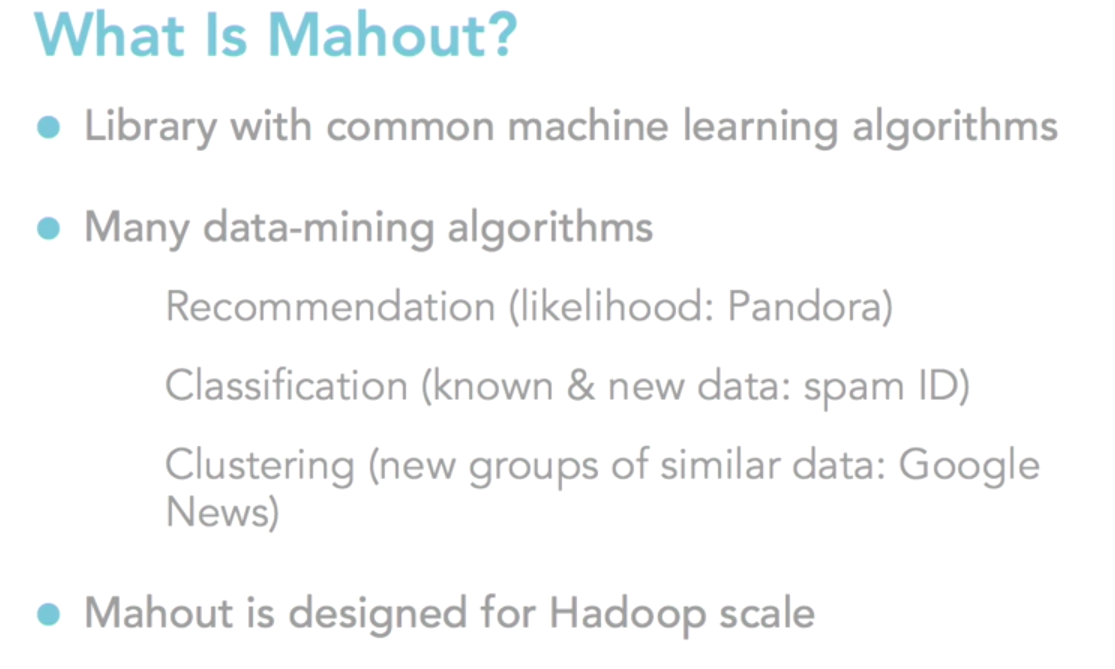 What Is Mahout?
Library with common machine learning algorithms
Many data-mining algorithms
Recommendation (likelihood: Pandora)
Classification (known & new data: spam ID)
Clustering (new groups of similar data: Google
News)
Mahout is designed for Hadoop scale